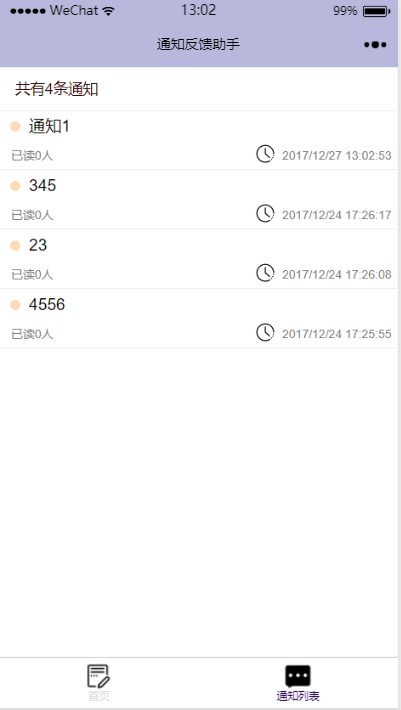 ●●●●● WeChat 13:02 99%
通知反馈助手
共有4条通知
通知1
已读0人 2017/12/27 13:02:53
345
已读0人 2017/12/24 17:26:17
23
已读0人 2017/12/24 17:26:08
4556
已读0人 2017/12/24 17:25:55
首页 通知列表